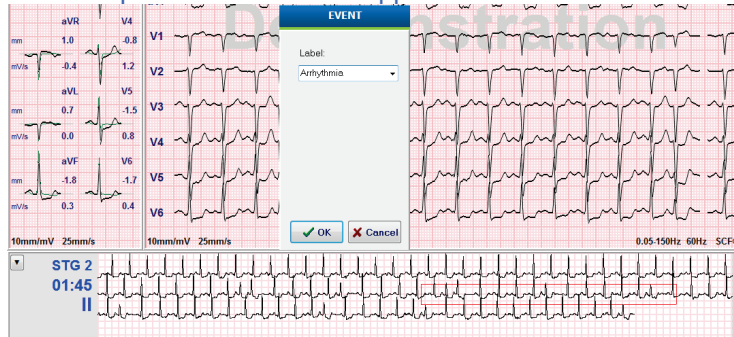 EVENT
aVR V4
mm 1.0 -0.8
mV/s -0.4 1.2
aVL V5
mm 0.7 -1.5
mV/s 0.0 0.8
aVF V6
mm -1.8 -1.7
mV/s 0.3 0.4
10mm/mV 25mm/s
V1
V2
V3
V4
V5
V6
10mm/mV 25mm/s
Label:
Arrhythmia
OK
Cancel
0.05-150Hz 60Hz
STG 2
01:45
II